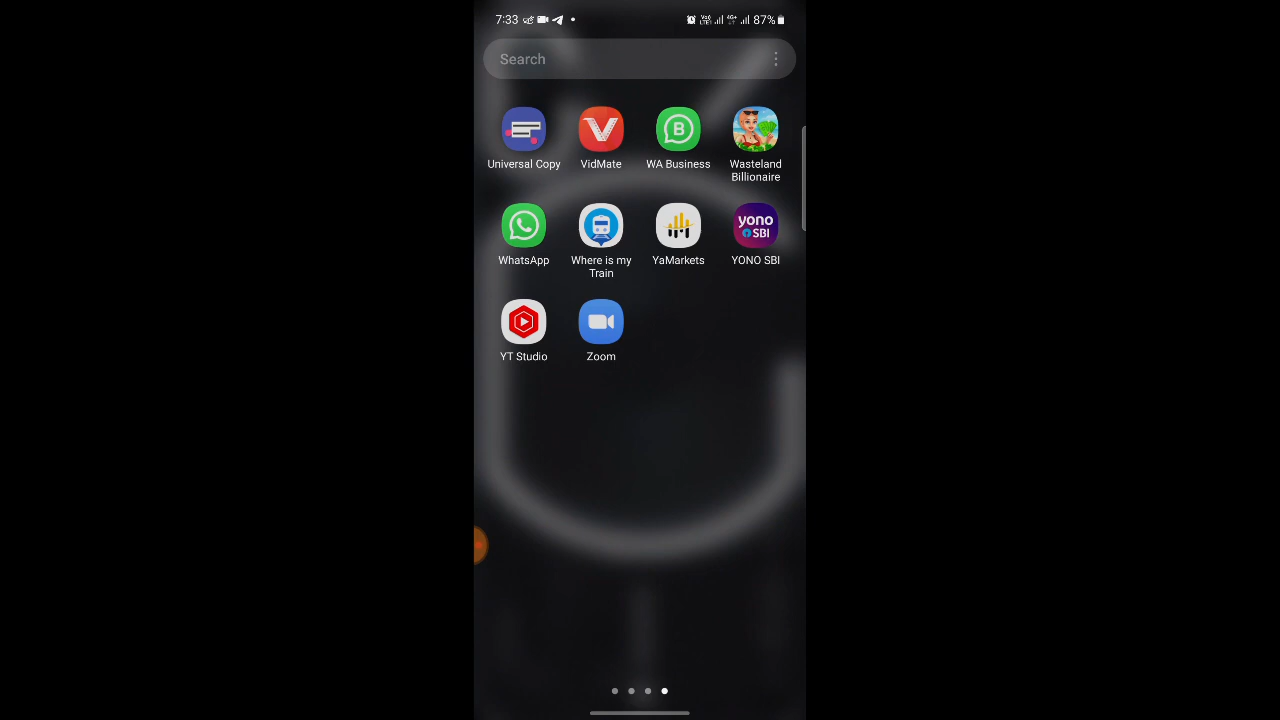 7:33 87%
Search
Universal Copy VidMate WA Business Wasteland
Billionaire
yono
SBI
WhatsApp Where is my YaMarkets YONO SBI
Train
YT Studio Zoom